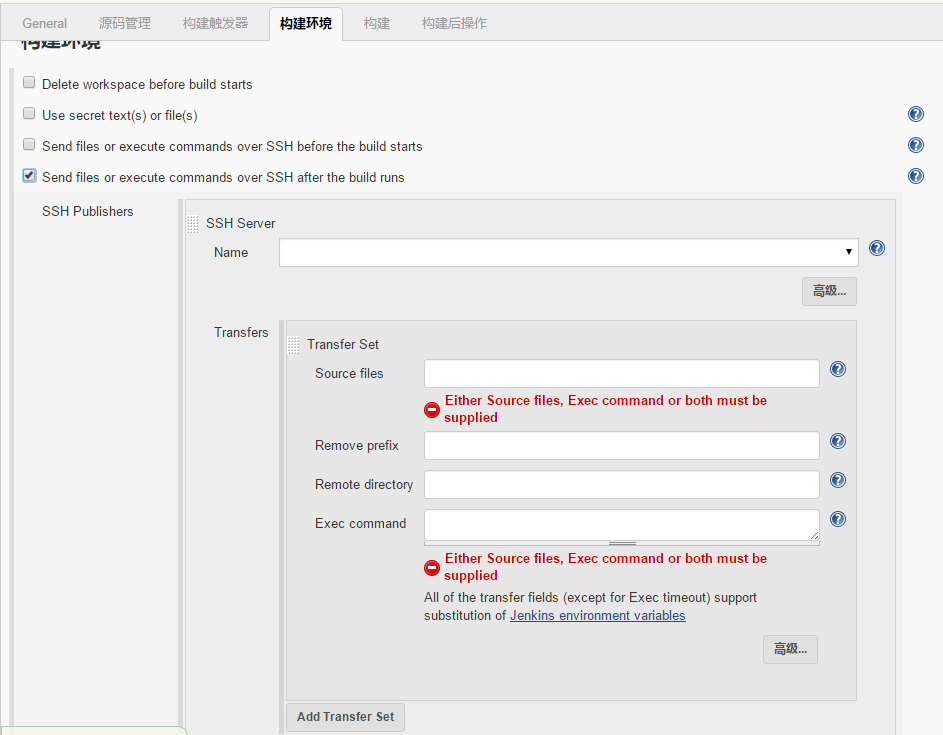 General 源码管理 构建触发器 构建环境 构建 构建后操作
构建环境
Delete workspace before build starts
Use secret text(s) or file(s)
Send files or execute commands over SSH before the build starts
Send files or execute commands over SSH after the build runs
SSH Publishers
SSH Server
Name
高级...
Transfers
Transfer Set
Source files
Either Source files, Exec command or both must be
supplied
Remove prefix
Remote directory
Exec command
Either Source files, Exec command or both must be
supplied
All of the transfer fields (except for Exec timeout) support
substitution of Jenkins environment variables
高级...
Add Transfer Set